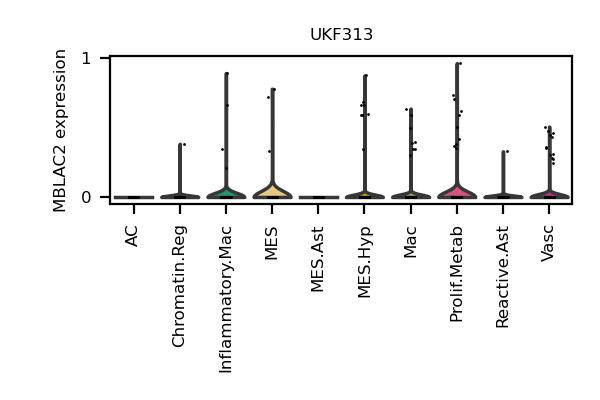 UKF313
MBLAC2 expression
1
0
AC
Chromatin.Reg
Inflammatory.Mac
MES
MES.Ast
MES.Hyp
Mac
Prolif.Metab
Reactive.Ast
Vasc